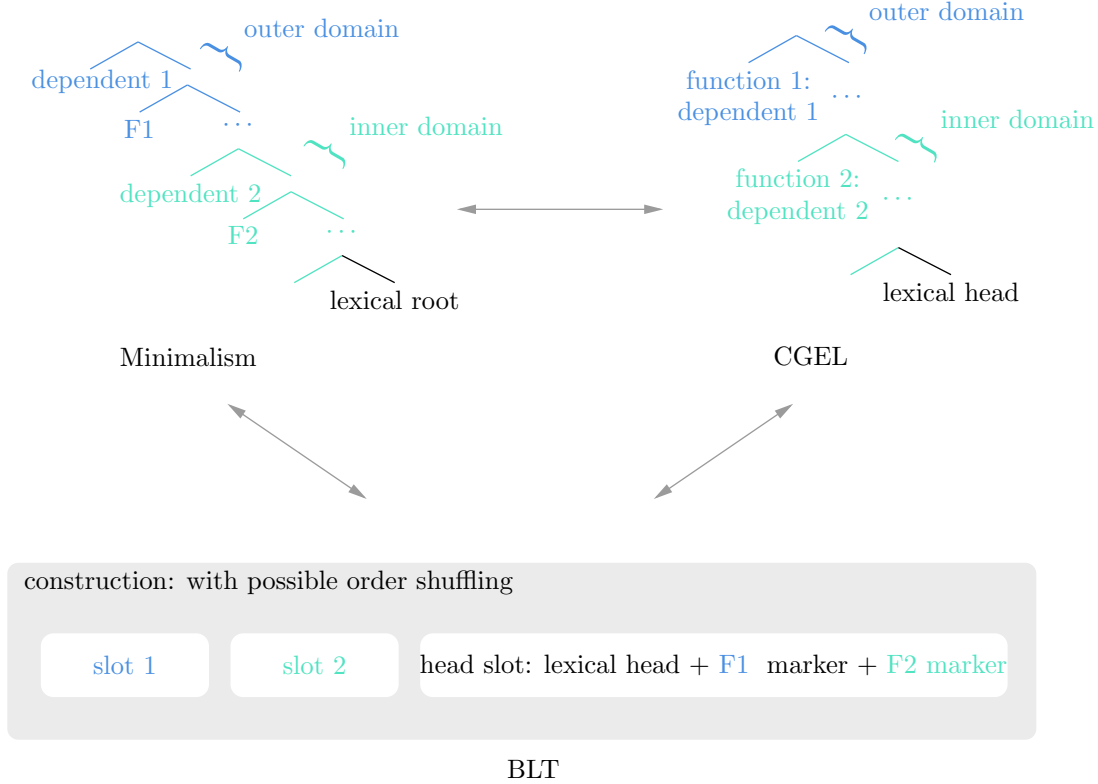 outer domain
dependent 1
F1
...
inner domain
dependent 2
F2
...
lexical root
Minimalism
outer domain
function 1:
dependent 1
...
inner domain
function 2:
dependent 2
...
lexical head
CGEL
construction: with possible order shuffling
slot 1
slot 2
head slot: lexical head + F1 marker + F2 marker
BLT